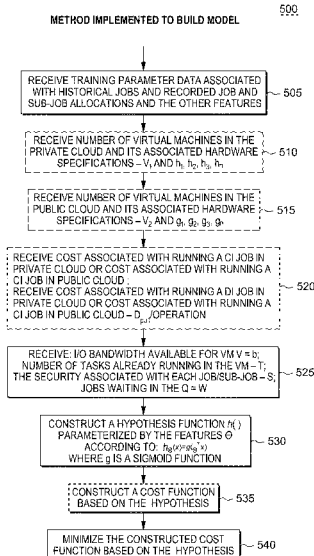 500
METHOD IMPLEMENTED TO BUILD MODEL
RECEIVE TRAINING PARAMETER DATA ASSOCIATED
WITH HISTORICAL JOBS AND RECORDED JOB AND
SUB-JOB ALLOCATIONS AND THE OTHER FEATURES
505
RECEIVE NUMBER OF VIRTUAL MACHINES IN THE
PRIVATE CLOUD AND ITS ASSOCIATED HARDWARE
SPECIFICATIONS – V₁ AND h₁, h₂, h₃, hₙ
510
RECEIVE NUMBER OF VIRTUAL MACHINES IN THE
PUBLIC CLOUD AND ITS ASSOCIATED HARDWARE
SPECIFICATIONS – V₂ AND g₁, g₂, g₃,
515
RECEIVE COST ASSOCIATED WITH RUNNING A CI JOB IN
PRIVATE CLOUD OR COST ASSOCIATED WITH RUNNING A
CI JOB IN PUBLIC CLOUD ;
RECEIVE COST ASSOCIATED WITH RUNNING A DI JOB IN
PRIVATE CLOUD OR COST ASSOCIATED WITH RUNNING A
CI JOB IN PUBLIC CLOUD – /OPERATION
520
RECEIVE: I/O BANDWIDTH AVAILABLE FOR VM V = b;
NUMBER OF TASKS ALREADY RUNNING IN THE VM – T;
THE SECURITY ASSOCIATED WITH EACH JOB/SUB-JOB – S;
JOBS WAITING IN THE Q = W
525
CONSTRUCT A HYPOTHESIS FUNCTION h( )
PARAMETERIZED BY THE FEATURES Θ
ACCORDING TO: h_θ(x)=g(θᵀx)
WHERE g IS A SIGMOID FUNCTION
530
CONSTRUCT A COST FUNCTION
BASED ON THE HYPOTHESIS
535
MINIMIZE THE CONSTRUCTED COST
FUNCTION BASED ON THE HYPOTHESIS
540